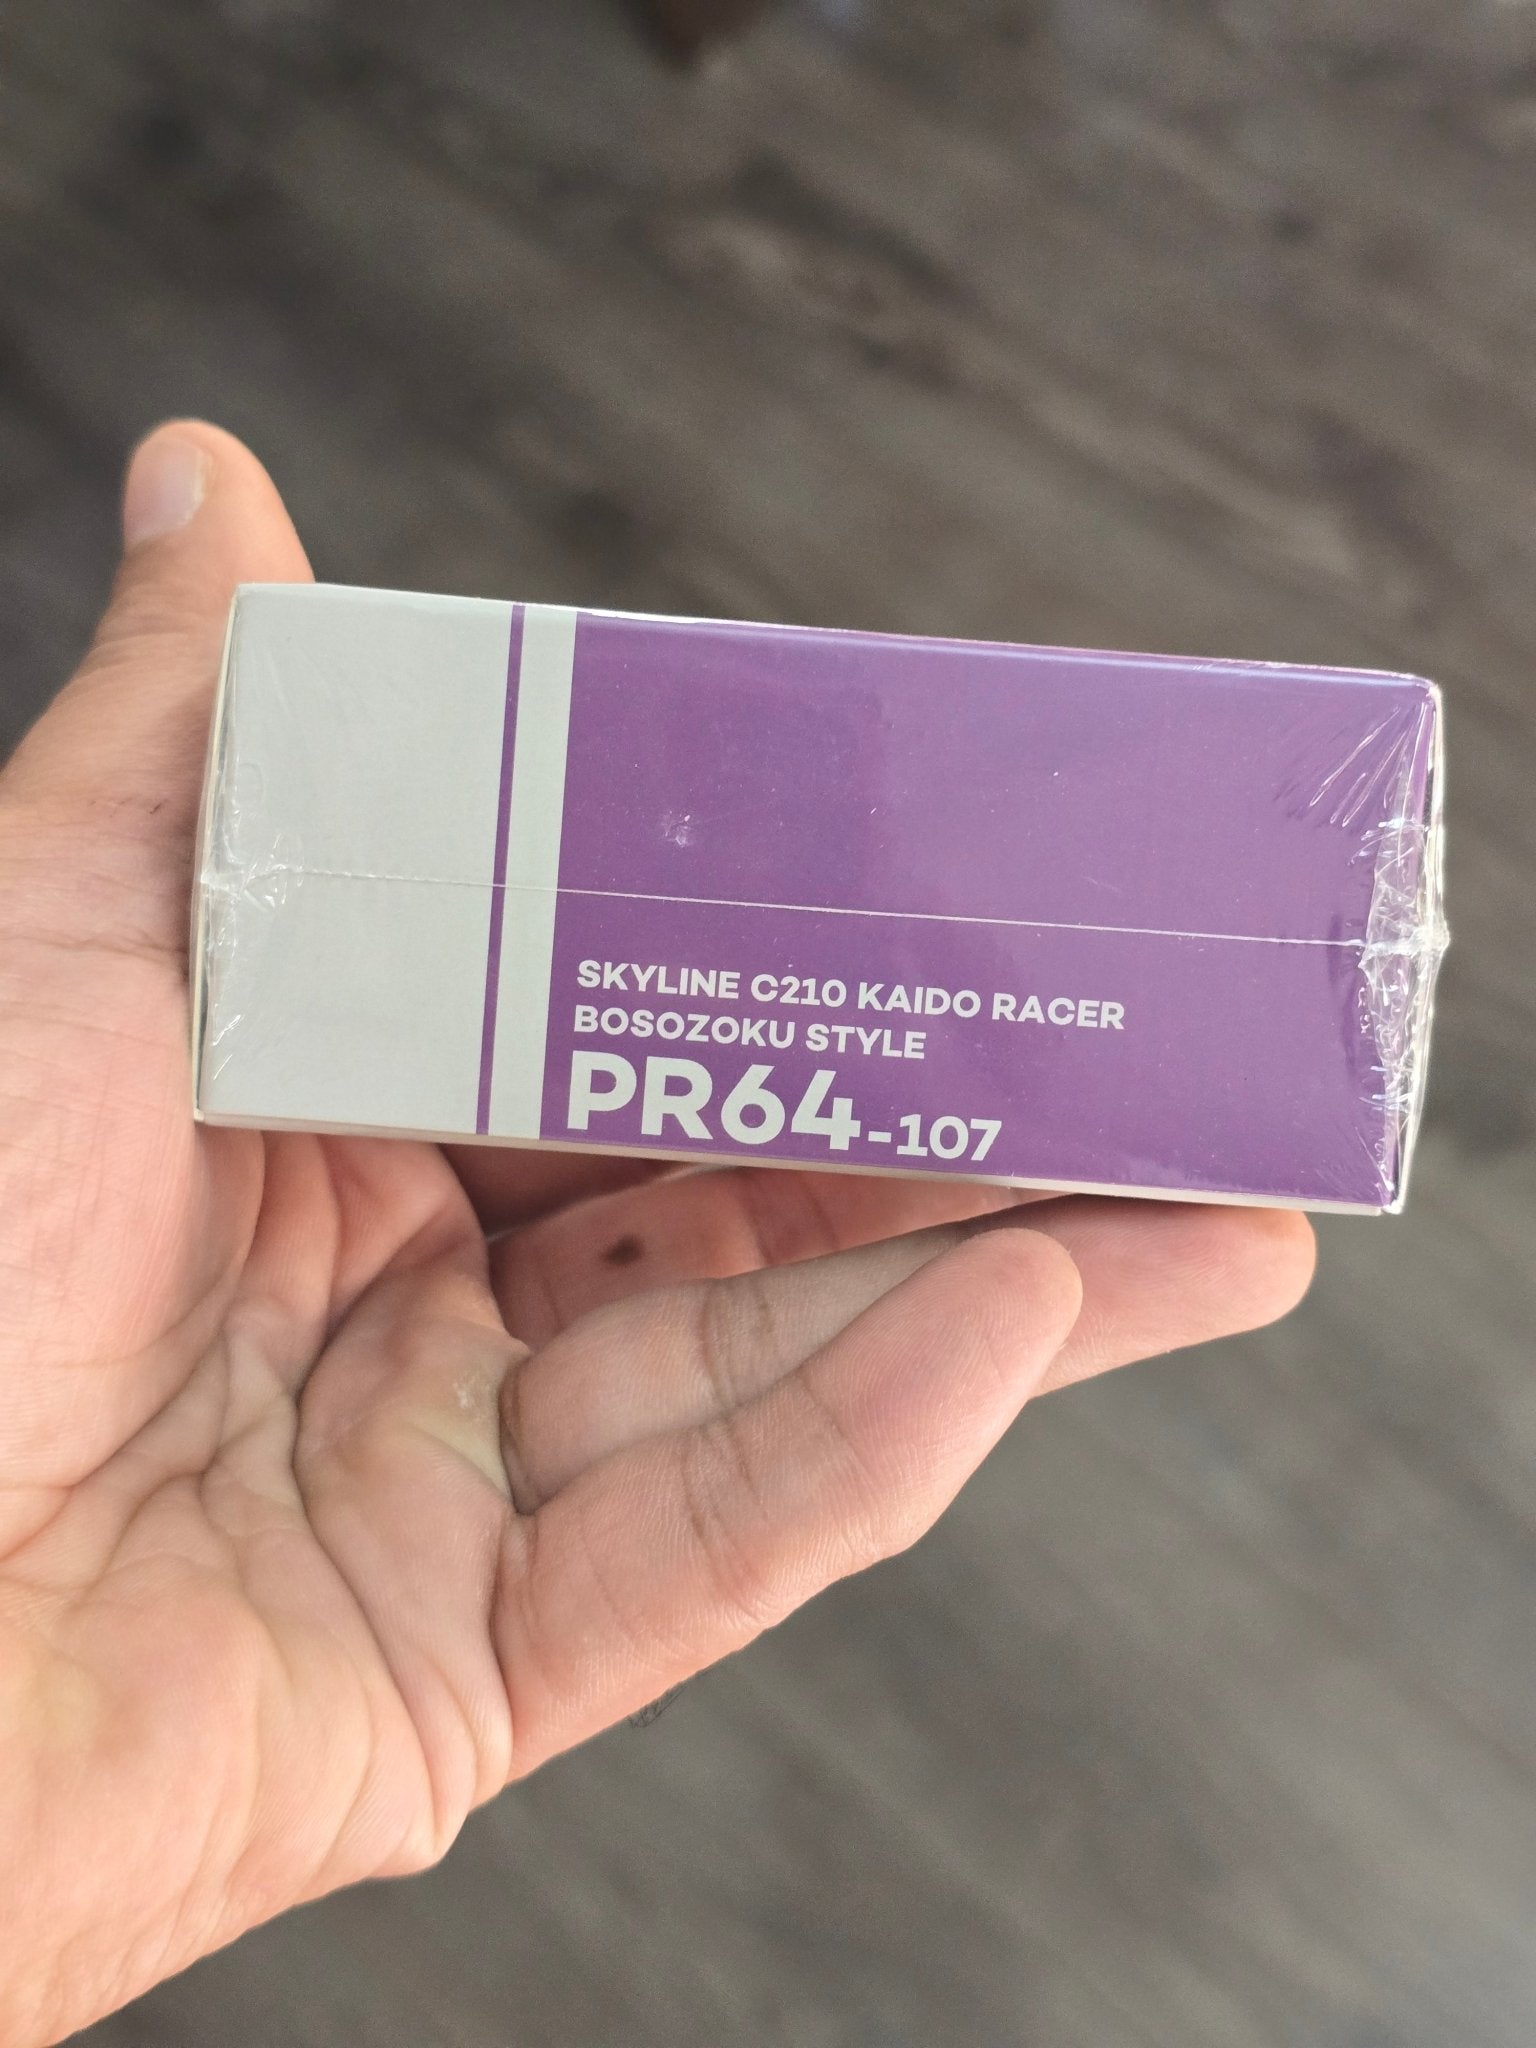 SKYLINE C210 KAIDO RACER
BOSOZOKU STYLE
PR64-107